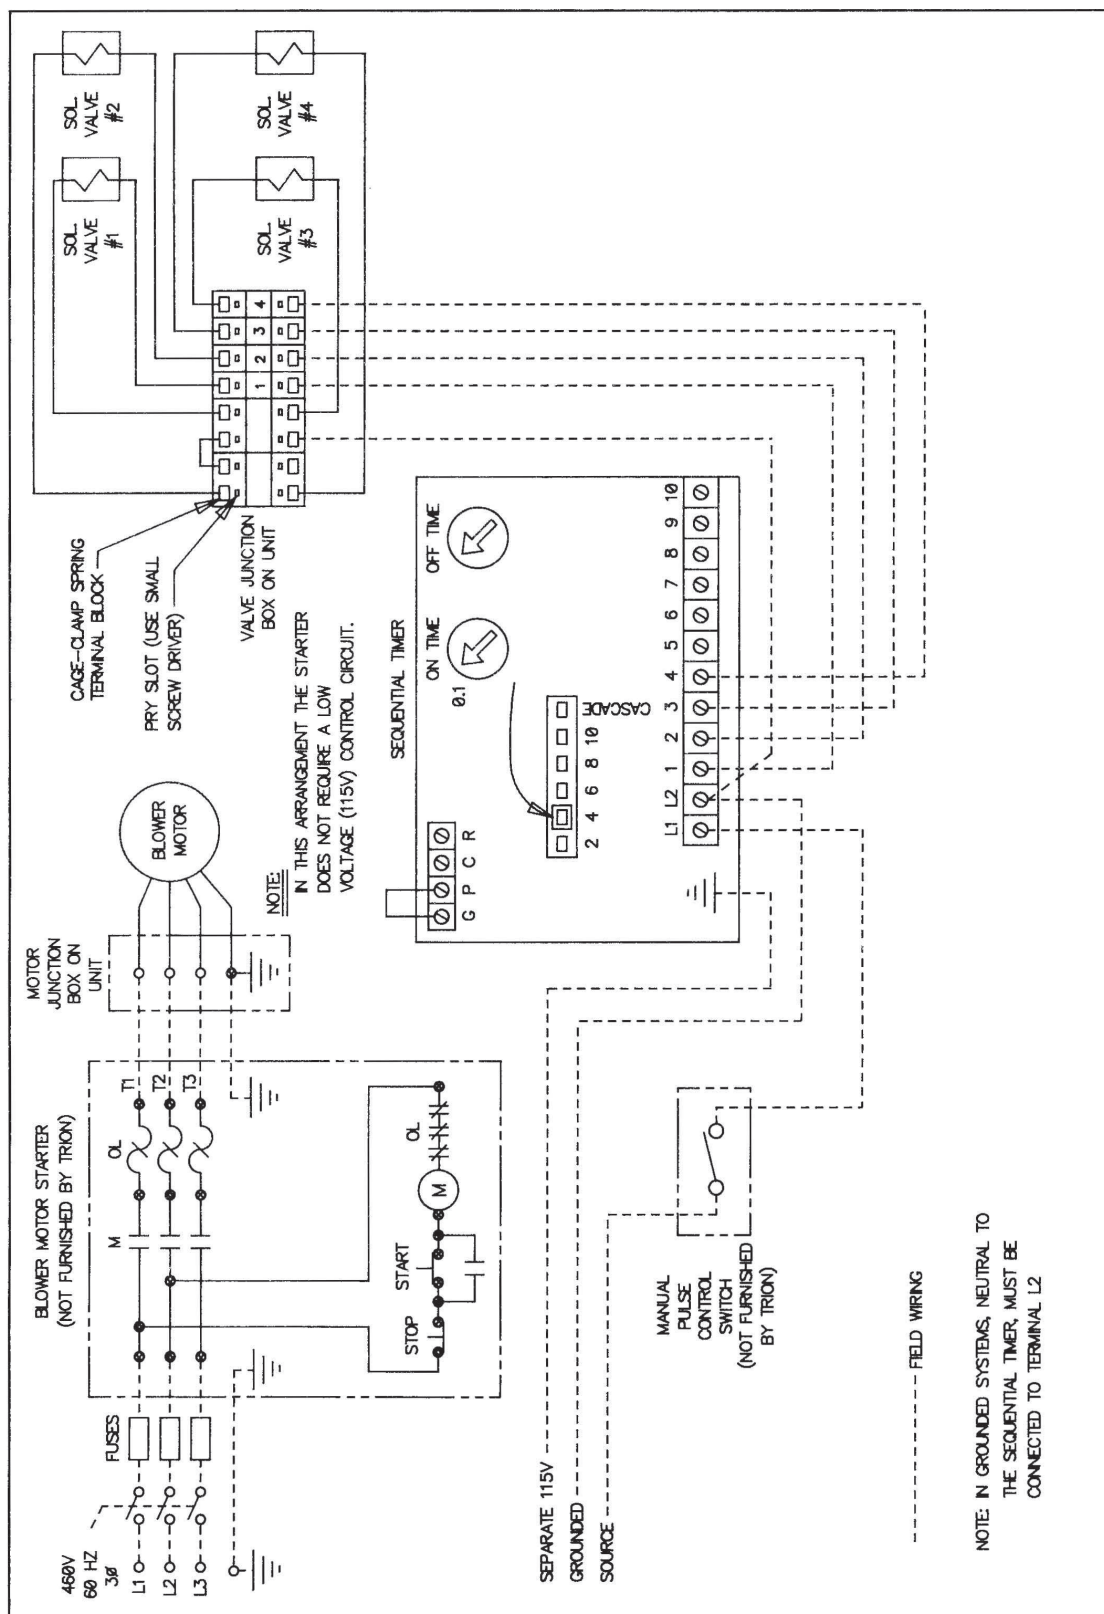 460V
60 HZ
3Ø
L1
L2
L3
FUSES
BLOWER MOTOR STARTER
(NOT FURNISHED BY TRION)
M
OL
T1
T2
T3
STOP
START
M
OL
MOTOR
JUNCTION
BOX ON
UNIT
BLOWER
MOTOR
NOTE:
IN THIS ARRANGEMENT THE STARTER
DOES NOT REQUIRE A LOW
VOLTAGE (115V) CONTROL CIRCUIT.
CAGE-CLAMP SPRING
TERMINAL BLOCK
PRY SLOT (USE SMALL
SCREW DRIVER)
VALVE JUNCTION
BOX ON UNIT
1
2
3
4
SOL.
VALVE
#1
SOL.
VALVE
#2
SOL.
VALVE
#3
SOL.
VALVE
#4
SEQUENTIAL TIMER
G P C R
0.1
ON TIME
OFF TIME
2 4 6 8 10 CASCADE
L1 L2 1 2 3 4 5 6 7 8 9 10
SEPARATE 115V
GROUNDED
SOURCE
MANUAL
PULSE
CONTROL
SWITCH
(NOT FURNISHED
BY TRION)
FIELD WIRING
NOTE: IN GROUNDED SYSTEMS, NEUTRAL TO
THE SEQUENTIAL TIMER, MUST BE
CONNECTED TO TERMINAL L2